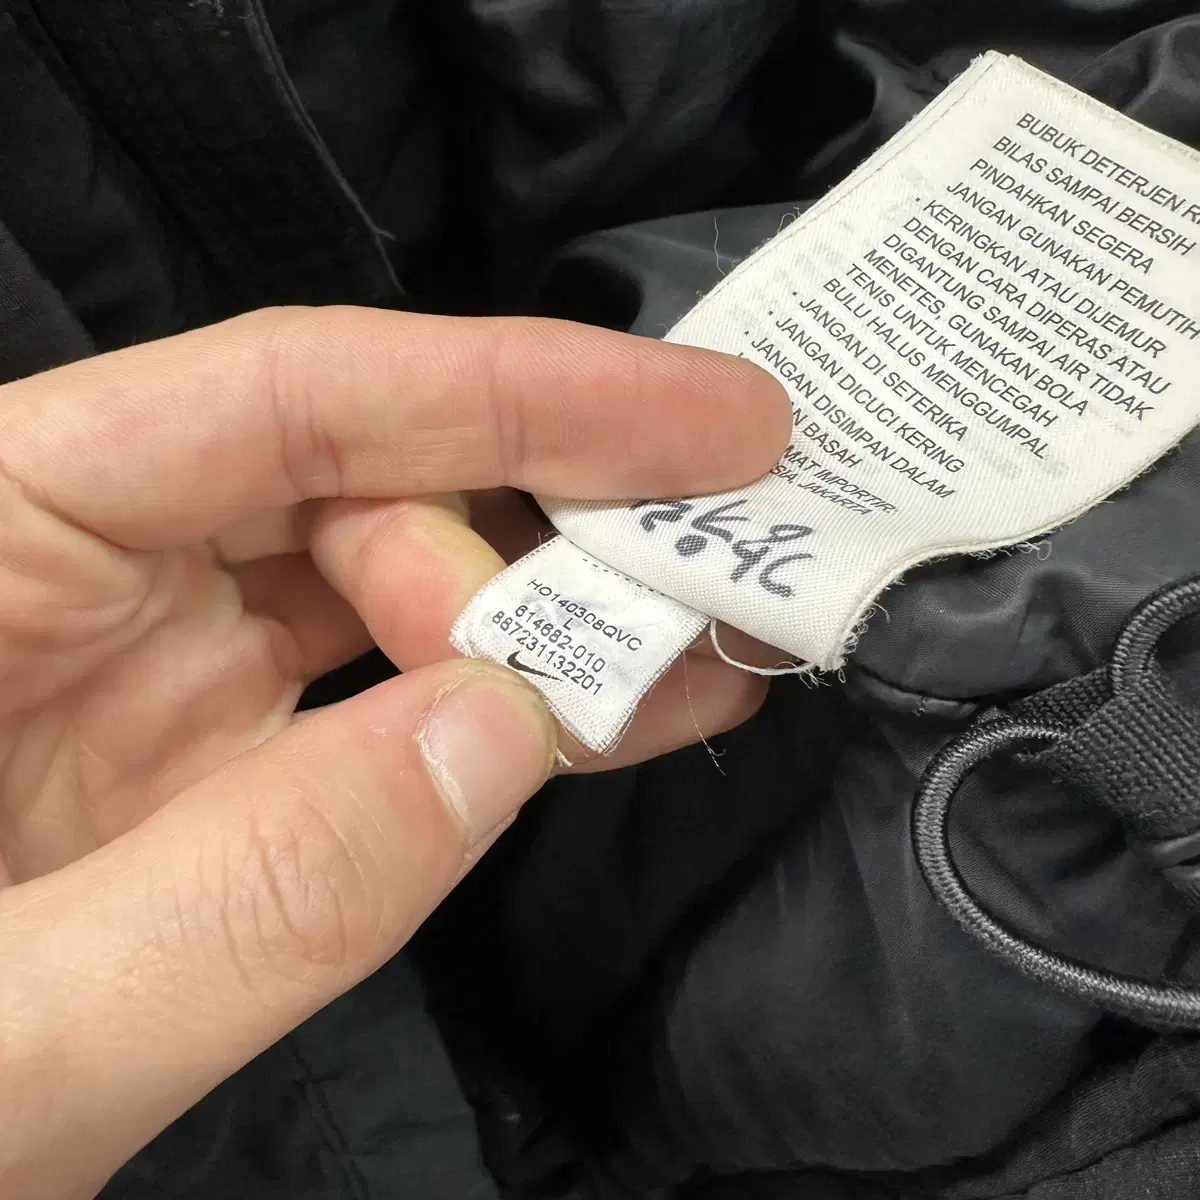 BUBUK DETERJEN
BILAS SAMPAI BERSIH
PINDAHKAN SEGERA
JANGAN GUNAKAN PEMUTIH
· KERINGKAN ATAU DIJEMUR
DENGAN CARA DIPERAS ATAU
DIGANTUNG SAMPAI AIR TIDAK
MENETES, GUNAKAN BOLA
TENIS UNTUK MENCEGAH
BULU HALUS MENGGUMPAL
· JANGAN DI SETERIKA
· JANGAN DICUCI KERING
· JANGAN DISIMPAN DALAM
BASAH
IMPORTIR:
JAKARTA
HO140308QVC
L
614682-010
887231132201